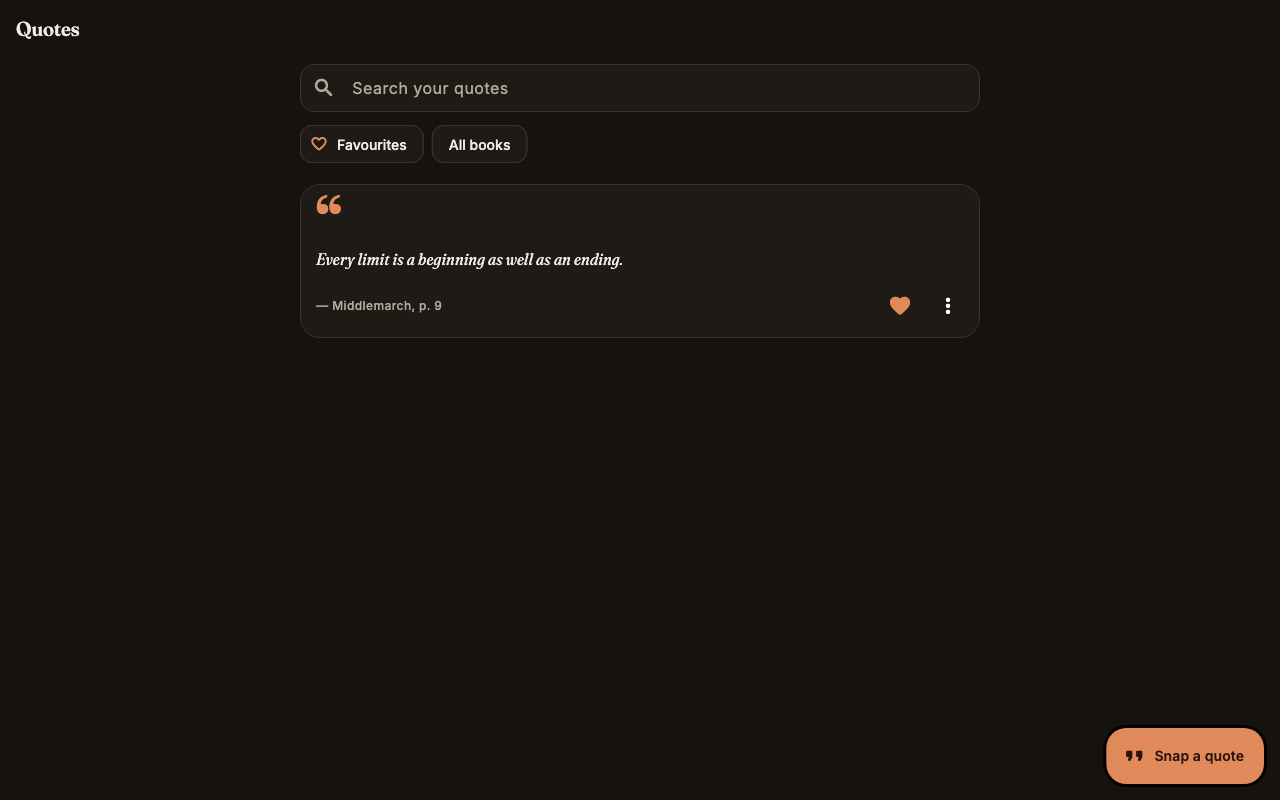 Quotes
Search your quotes
Favourites
All books
Every limit is a beginning as well as an ending.
— Middlemarch, p. 9
Snap a quote